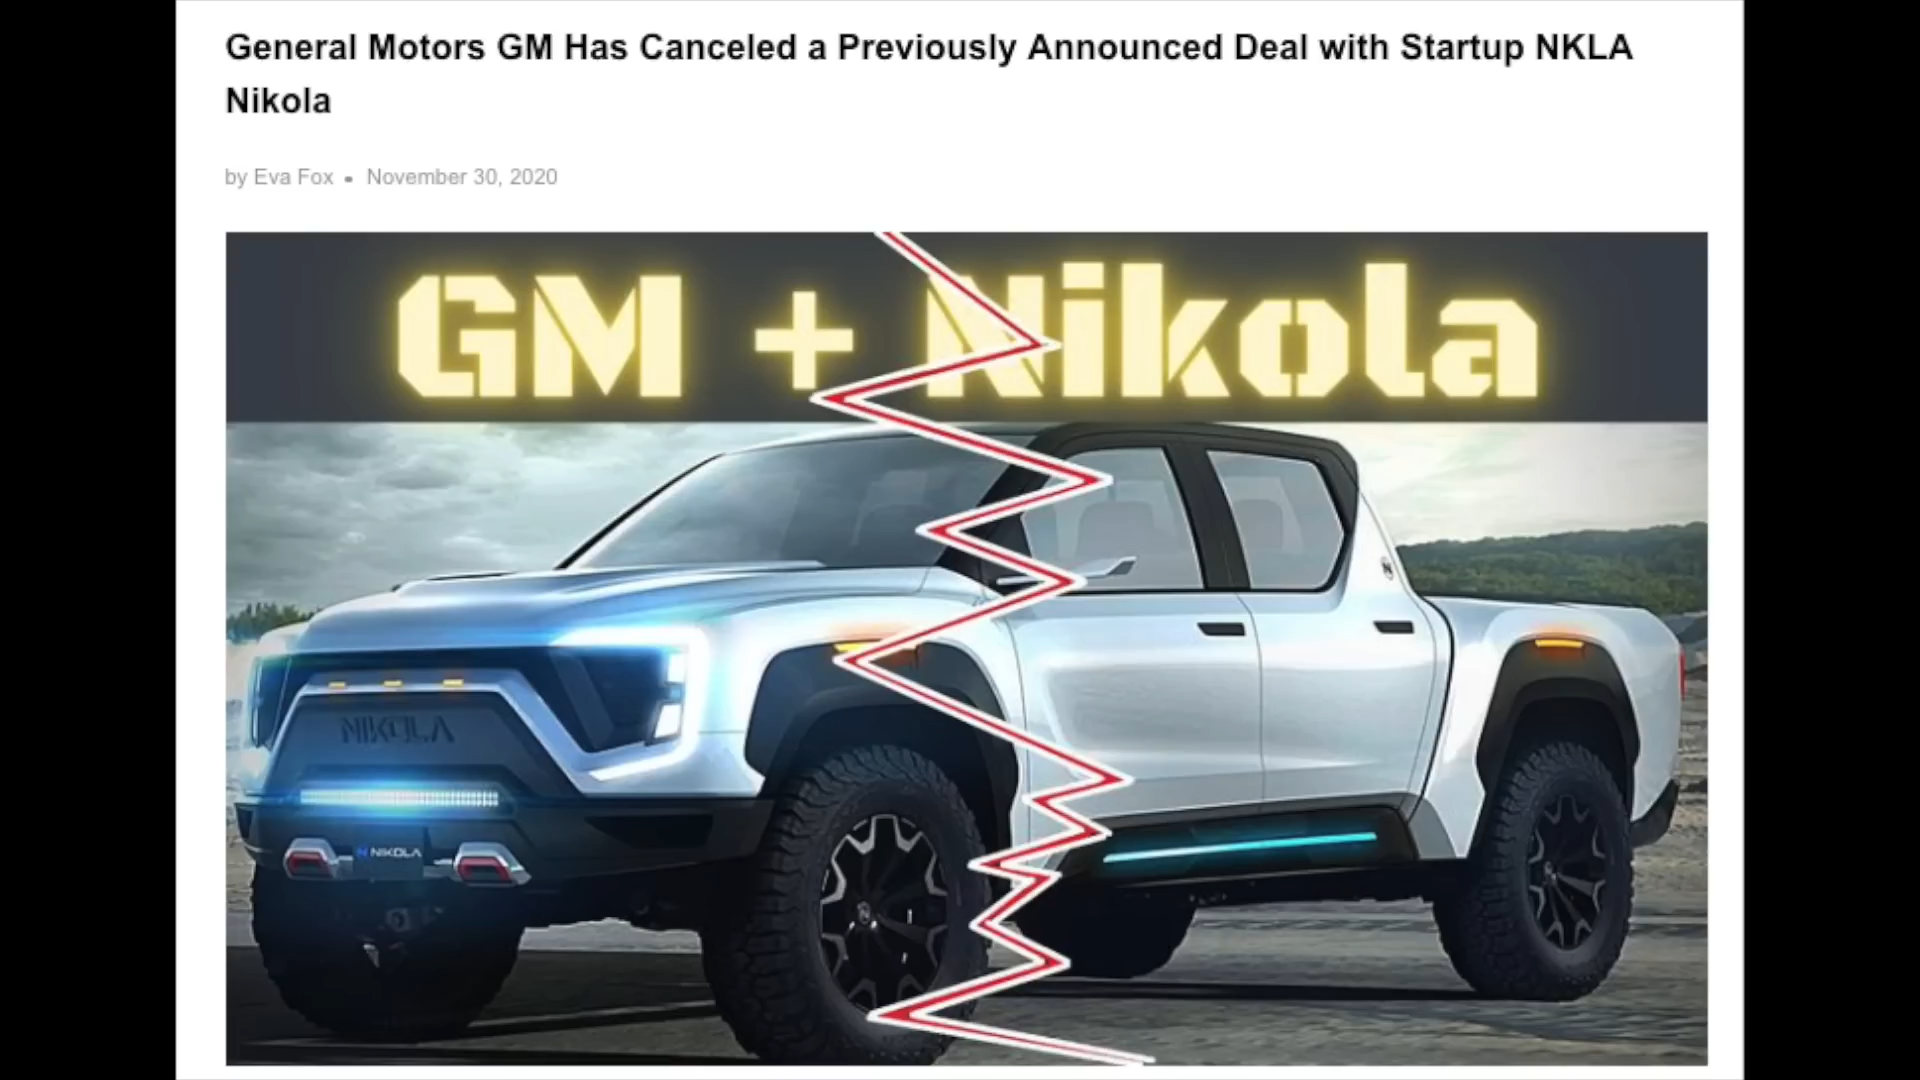 General Motors GM Has Canceled a Previously Announced Deal with Startup NKLA
Nikola
by Eva Fox • November 30, 2020
GM + Nikola
NIKOLA
NIKOLA